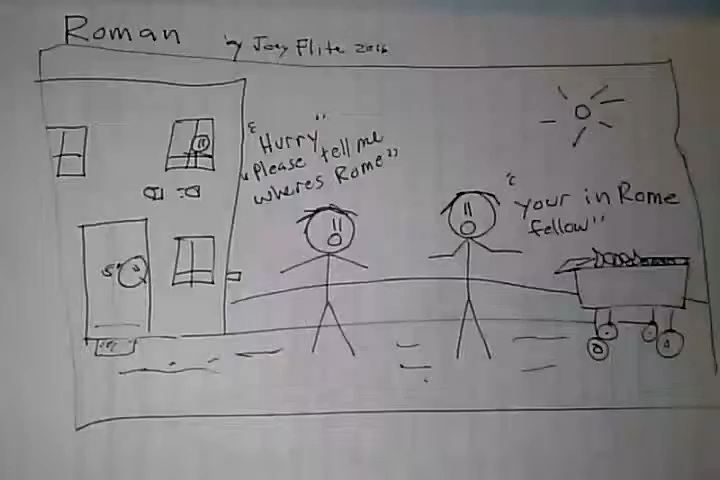 Roman
by Joey Flite 2016
"Hurry"
"Please tell me
wheres Rome"
"your in Rome
fellow"